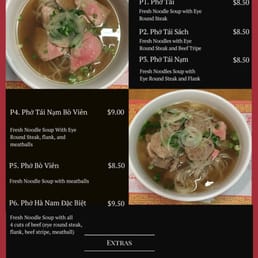 P1. Phở Tái $8.50
Fresh Noodle Soup with Eye
Round Steak
P2. Phở Tái Sách $8.50
Fresh Noodles with Eye
Round Steak and Beef Tripe
P3. Phở Tái Nạm $8.50
Fresh Noodles Soup with
Eye Round Steak and Flank
P4. Phở Tái Nạm Bò Viên $9.00
Fresh Noodle Soup With Eye
Round Steak, flank, and
meatballs
P5. Phở Bò Viên $8.50
Fresh Noodle Soup with meatballs
P6. Phở Hà Nam Đặc Biệt $9.50
Fresh Noodle Soup with all
4 cuts of beef (eye round steak,
flank, beef stripe, meatball)
EXTRAS